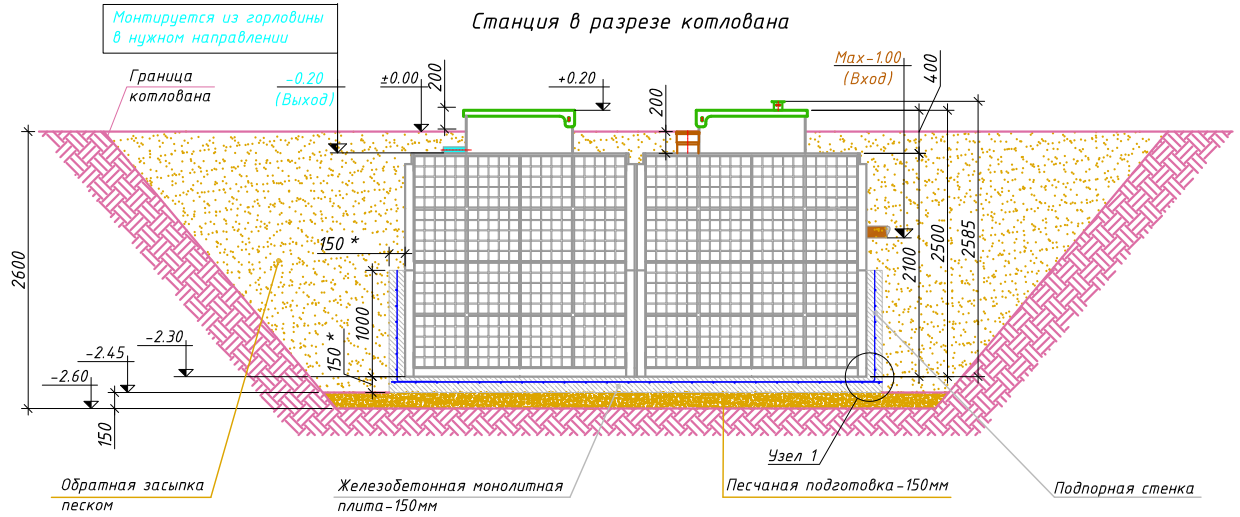 Станция в разрезе котлована
Монтируется из горловины
в нужном направлении
Граница
котлована
-0.20
(Выход)
±0.00
200
+0.20
200
Max-1.00
(Вход)
400
2600
150 *
1000
150 *
2100
2500
2585
-2.30
-2.45
-2.60
150
Узел 1
Обратная засыпка
песком
Железобетонная монолитная
плита-150мм
Песчаная подготовка-150мм
Подпорная стенка